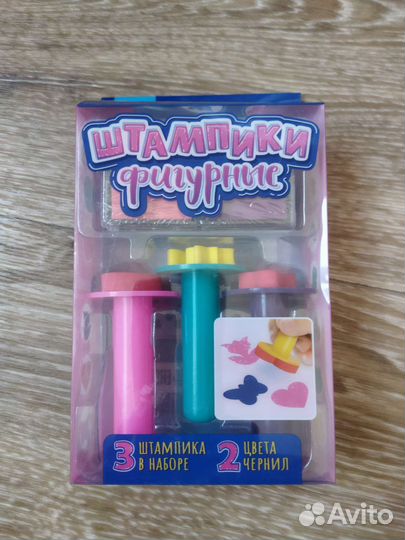 ШТАМПИКИ
фигурные
3 ШТАМПИКА
В НАБОРЕ
2 ЦВЕТА
ЧЕРНИЛ
Avito